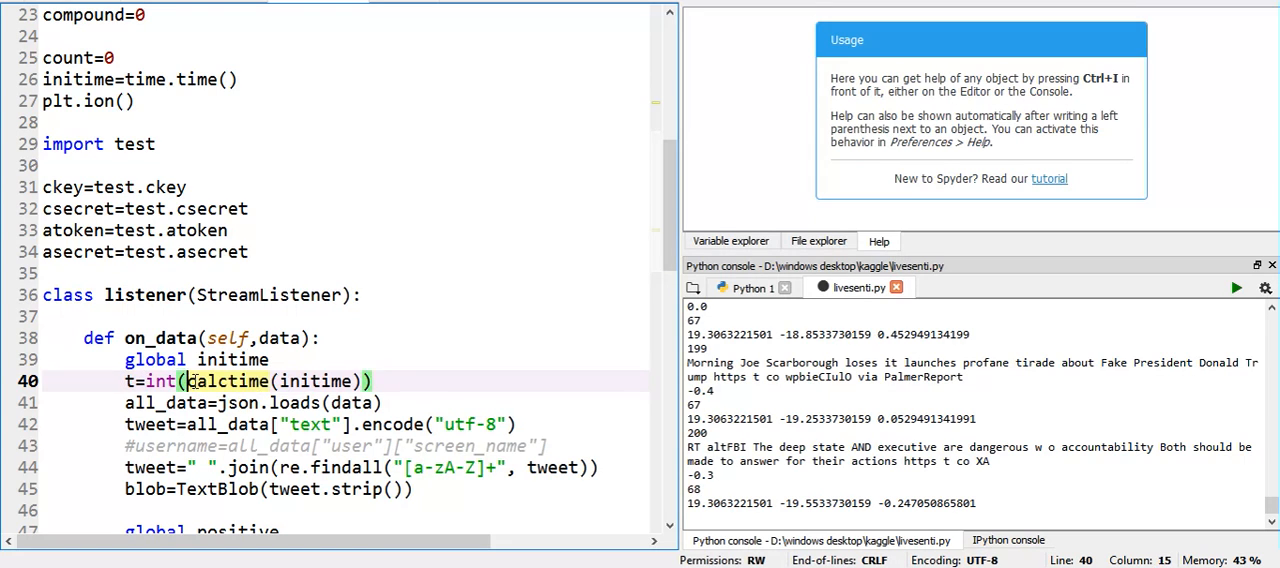 23 compound=0
24
25 count=0
26 initime=time.time()
27 plt.ion()
28
29 import test
30
31 ckey=test.ckey
32 csecret=test.csecret
33 atoken=test.atoken
34 asecret=test.asecret
35
36 class listener(StreamListener):
37
38 def on_data(self,data):
39 global initime
40 t=int(calctime(initime))
41 all_data=json.loads(data)
42 tweet=all_data["text"].encode("utf-8")
43 #username=all_data["user"]["screen_name"]
44 tweet=" ".join(re.findall("[a-zA-Z]+", tweet))
45 blob=TextBlob(tweet.strip())
46
47 global positive
Usage
Here you can get help of any object by pressing Ctrl+I in
front of it, either on the Editor or the Console.
Help can also be shown automatically after writing a left
parenthesis next to an object. You can activate this
behavior in Preferences > Help.
New to Spyder? Read our tutorial
Variable explorer File explorer Help
Python console - D:\windows desktop\kaggle\livesenti.py
Python 1 livesenti.py
0.0
67
19.3063221501 -18.8533730159 0.452949134199
199
Morning Joe Scarborough loses it launches profane tirade about Fake President Donald Tr
ump https t co wpbieCIulO via PalmerReport
-0.4
67
19.3063221501 -19.2533730159 0.0529491341991
200
RT altFBI The deep state AND executive are dangerous w o accountability Both should be
made to answer for their actions https t co XA
-0.3
68
19.3063221501 -19.5533730159 -0.247050865801
Python console - D:\windows desktop\kaggle\livesenti.py IPython console
Permissions: RW End-of-lines: CRLF Encoding: UTF-8 Line: 40 Column: 15 Memory: 43 %